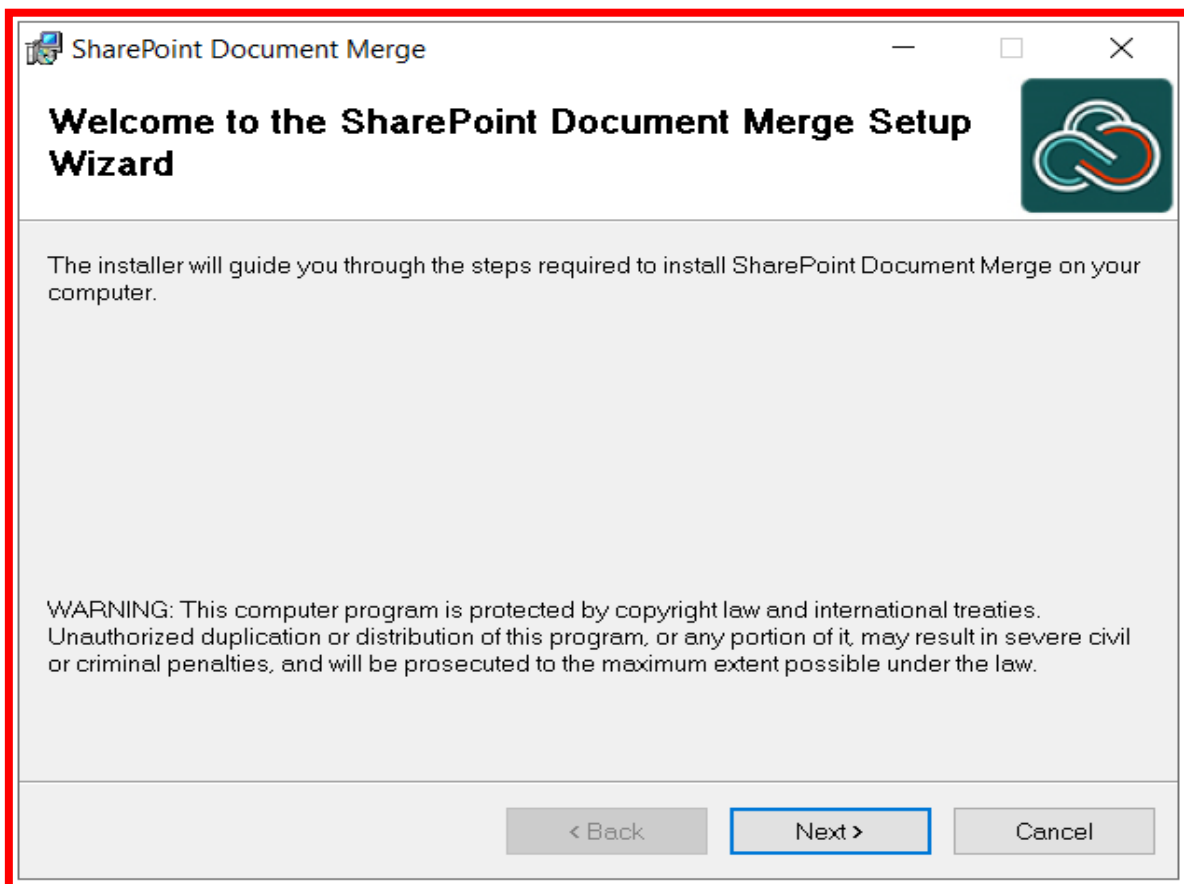 SharePoint Document Merge
Welcome to the SharePoint Document Merge Setup
Wizard
The installer will guide you through the steps required to install SharePoint Document Merge on your
computer.
WARNING: This computer program is protected by copyright law and international treaties.
Unauthorized duplication or distribution of this program, or any portion of it, may result in severe civil
or criminal penalties, and will be prosecuted to the maximum extent possible under the law.
< Back Next > Cancel